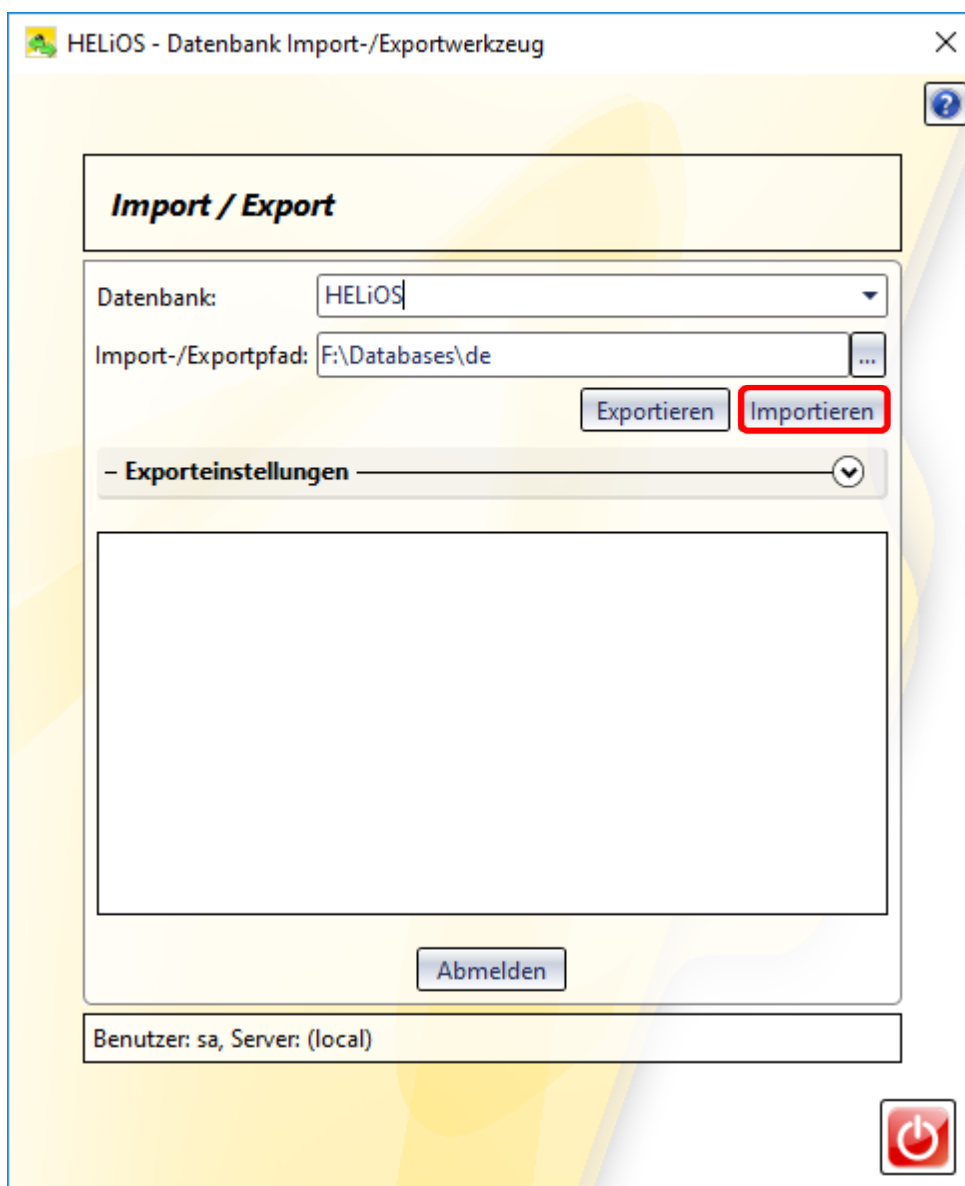 HELiOS - Datenbank Import-/Exportwerkzeug
Import / Export
Datenbank: HELiOS
Import-/Exportpfad: F:\Databases\de ...
Exportieren Importieren
– Exporteinstellungen
Abmelden
Benutzer: sa, Server: (local)